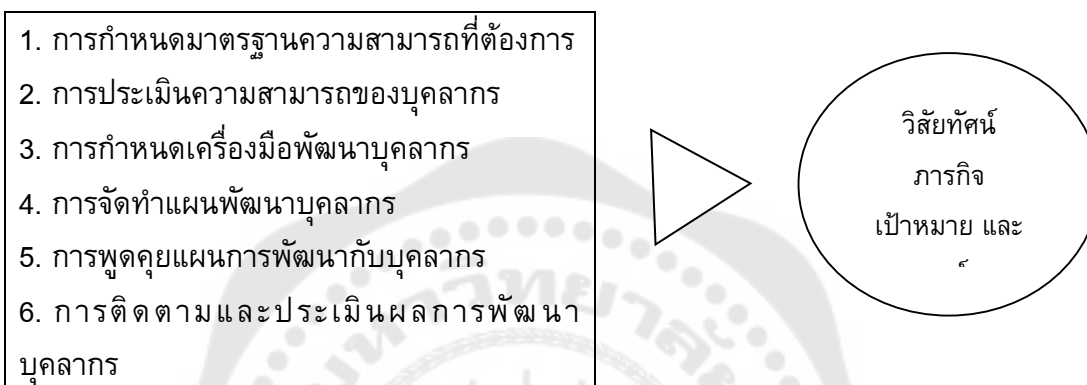 1. การกำหนดมาตรฐานความสามารถที่ต้องการ
2. การประเมินความสามารถของบุคลากร
3. การกำหนดเครื่องมือพัฒนาบุคลากร
4. การจัดทำแผนพัฒนาบุคลากร
5. การพูดคุยแผนการพัฒนากับบุคลากร
6. การติดตามและประเมินผลการพัฒนา
บุคลากร
วิสัยทัศน์
ภารกิจ
เป้าหมาย และ